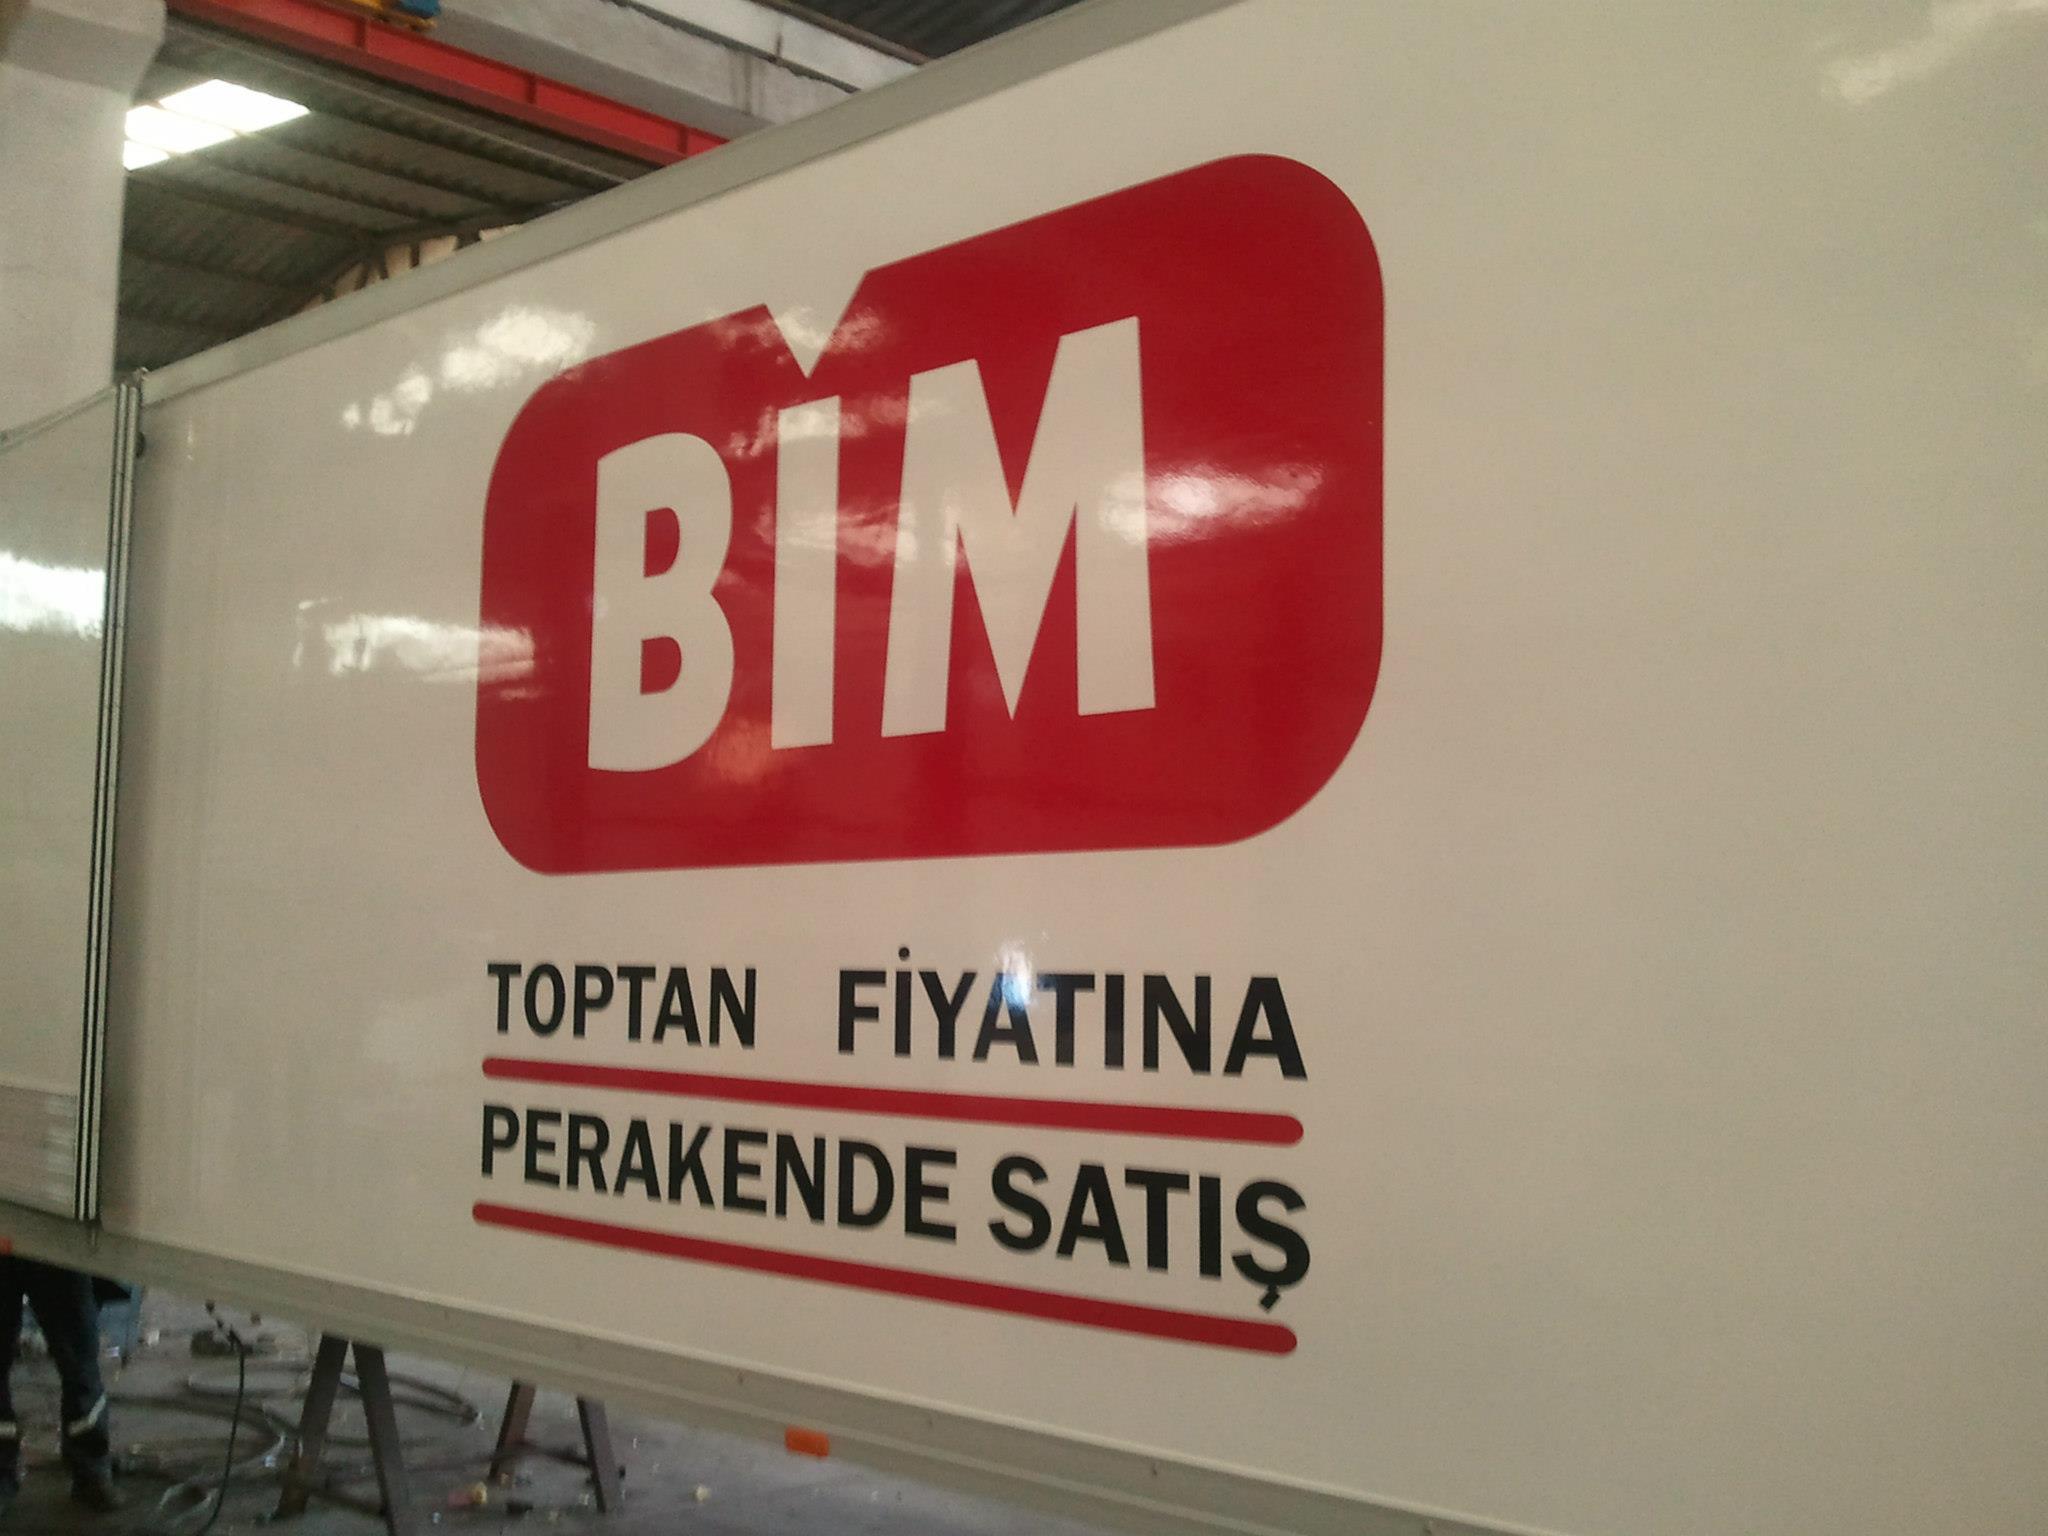 BİM
TOPTAN FİYATINA
PERAKENDE SATIŞ